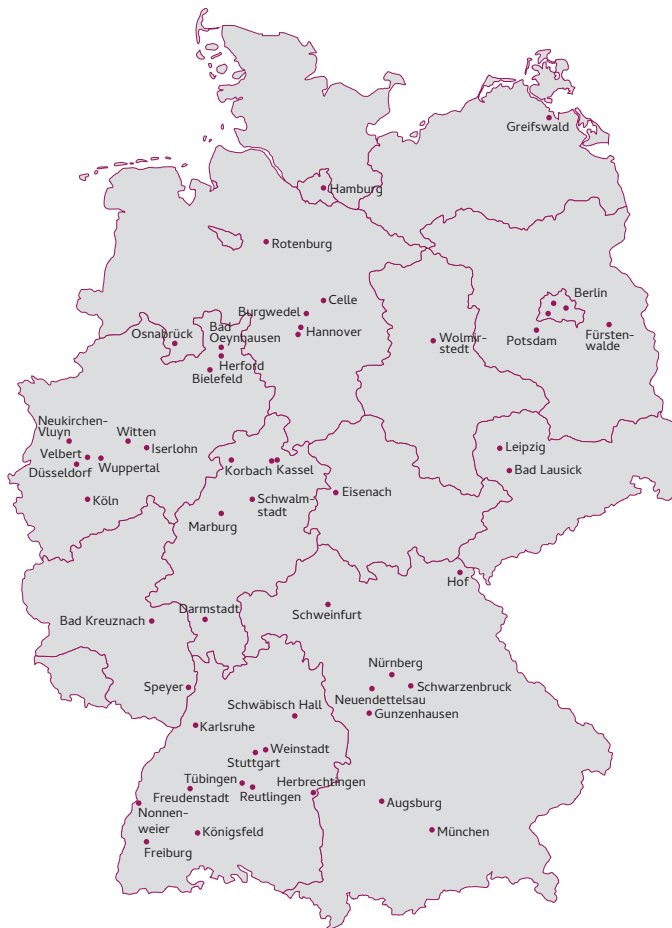 Greifswald
Hamburg
Rotenburg
Celle
Burgwedel
Hannover
Berlin
Potsdam
Fürsten-
walde
Wolmir-
stedt
Osnabrück
Bad
Oeynhausen
Herford
Bielefeld
Neukirchen-
Vluyn
Witten
Iserlohn
Velbert
Wuppertal
Düsseldorf
Köln
Korbach
Kassel
Schwalm-
stadt
Marburg
Eisenach
Leipzig
Bad Lausick
Hof
Darmstadt
Schweinfurt
Bad Kreuznach
Nürnberg
Speyer
Schwarzenbruck
Neuendettelsau
Schwäbisch Hall
Gunzenhausen
Karlsruhe
Weinstadt
Stuttgart
Tübingen
Herbrechtingen
Freudenstadt
Reutlingen
Augsburg
Nonnen-
weier
Königsfeld
München
Freiburg